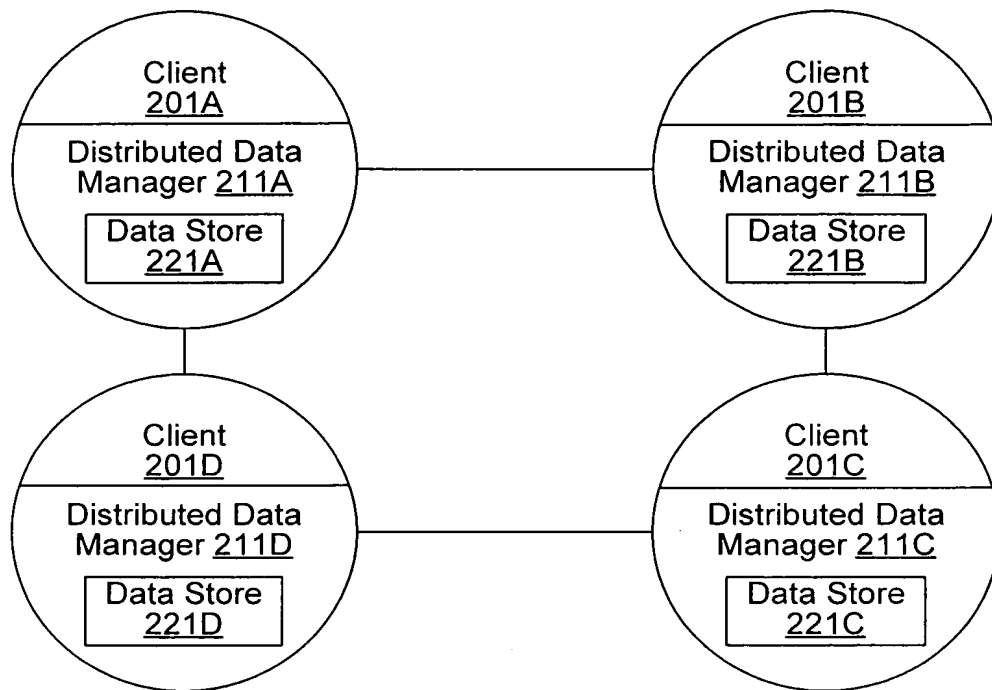 Client
201A
Distributed Data
Manager 211A
Data Store
221A
Client
201B
Distributed Data
Manager 211B
Data Store
221B
Client
201D
Distributed Data
Manager 211D
Data Store
221D
Client
201C
Distributed Data
Manager 211C
Data Store
221C